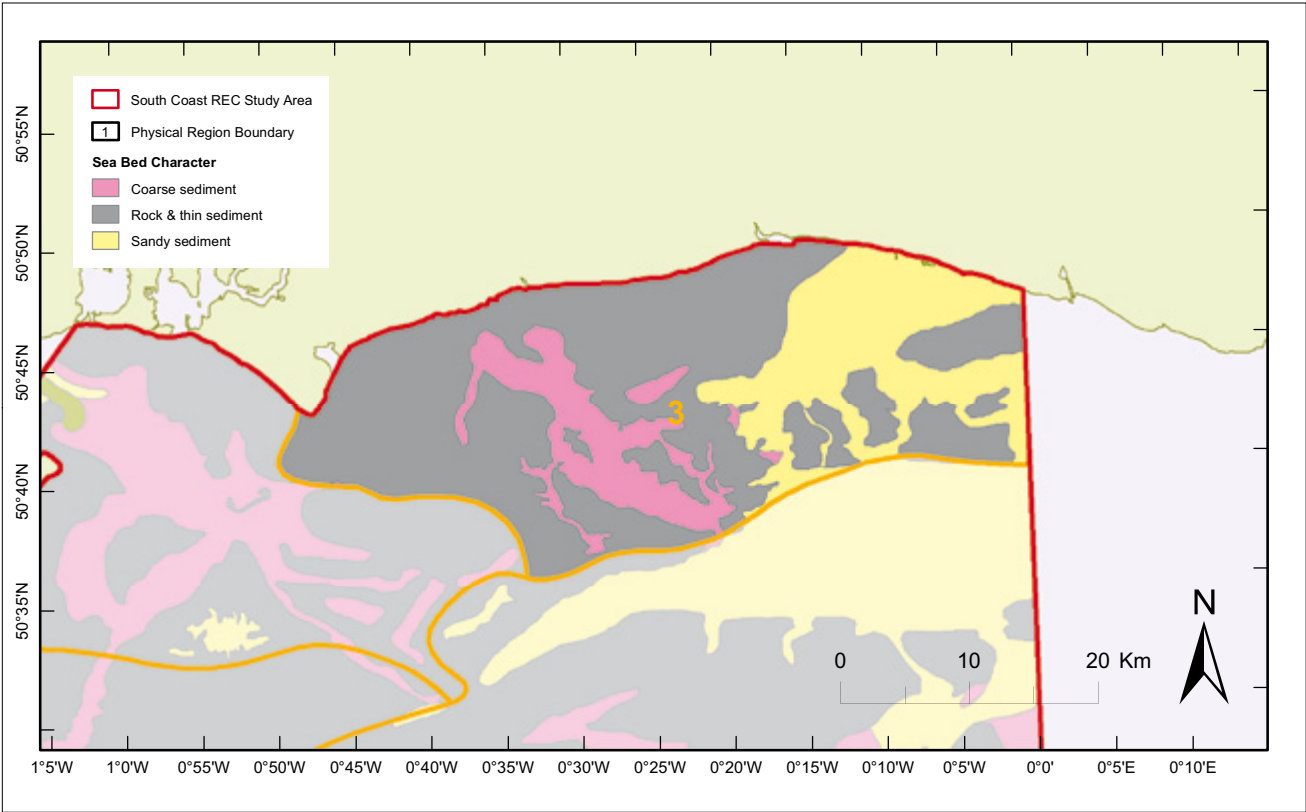 South Coast REC Study Area
1 Physical Region Boundary
Sea Bed Character
Coarse sediment
Rock & thin sediment
Sandy sediment
50°55'N
50°50'N
50°45'N
50°40'N
50°35'N
3
N
0 10 20 Km
1°5'W 1°0'W 0°55'W 0°50'W 0°45'W 0°40'W 0°35'W 0°30'W 0°25'W 0°20'W 0°15'W 0°10'W 0°5'W 0°0' 0°5'E 0°10'E